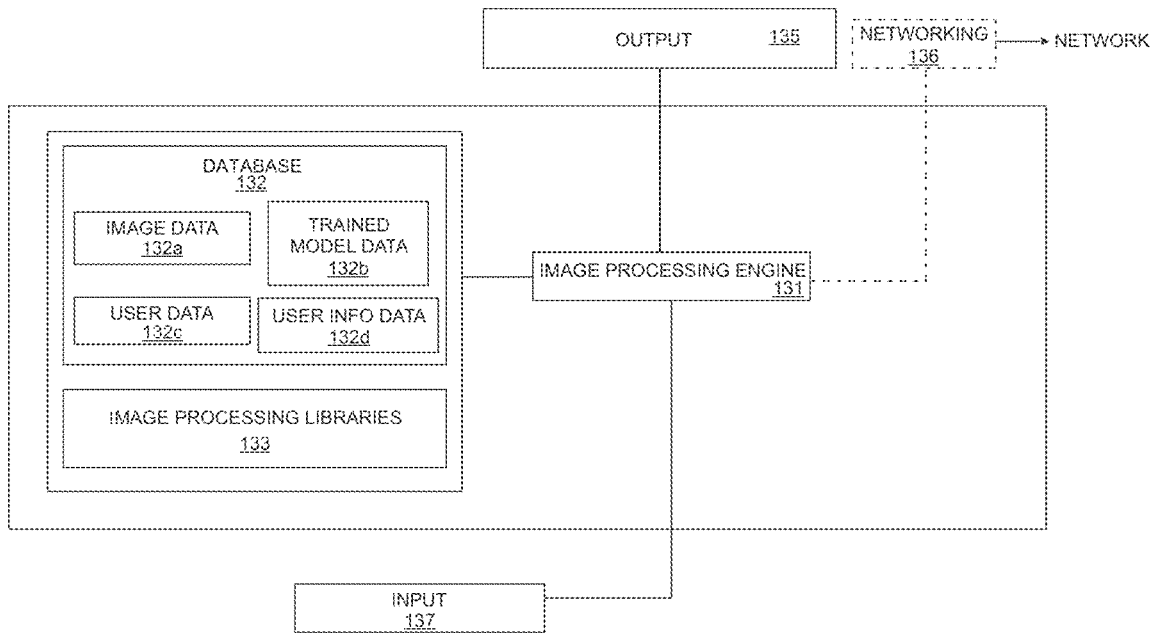 OUTPUT 135
NETWORKING
136
NETWORK
DATABASE
132
IMAGE DATA
132a
TRAINED
MODEL DATA
132b
USER DATA
132c
USER INFO DATA
132d
IMAGE PROCESSING LIBRARIES
133
IMAGE PROCESSING ENGINE
131
INPUT
137